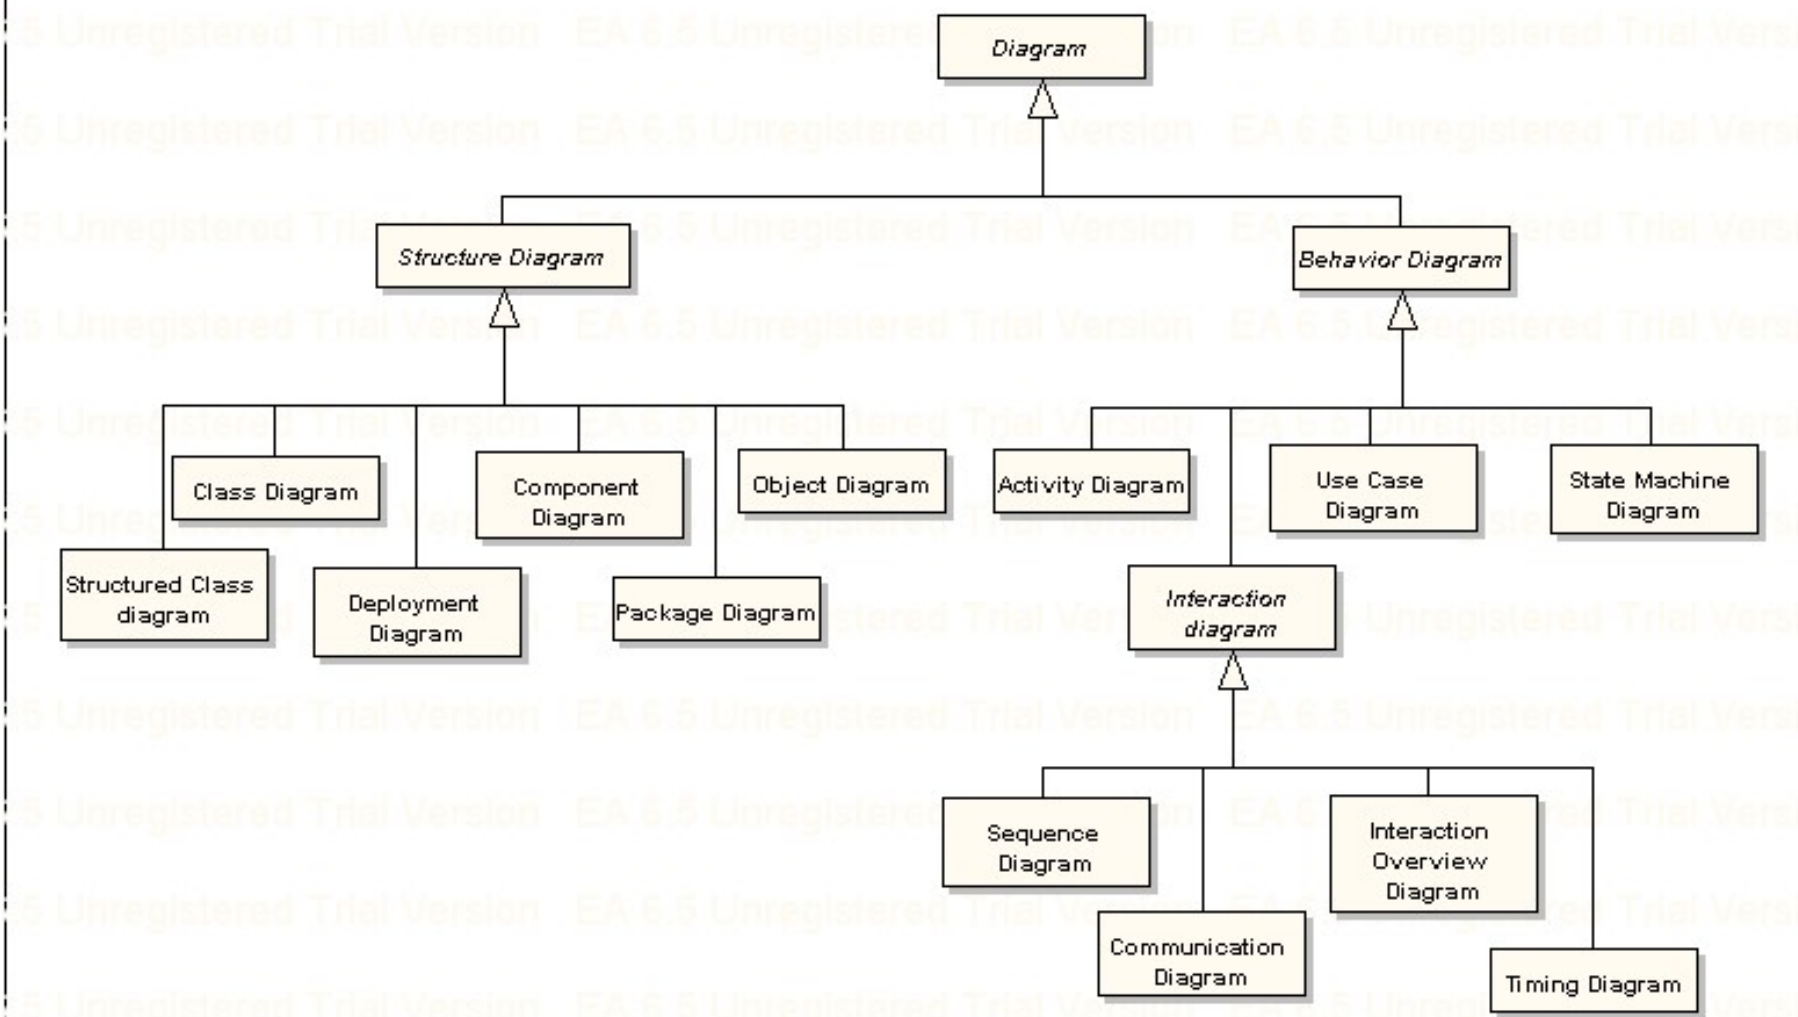 Diagram
Structure Diagram
Behavior Diagram
Class Diagram
Component
Diagram
Object Diagram
Activity Diagram
Use Case
Diagram
State Machine
Diagram
Structured Class
diagram
Deployment
Diagram
Package Diagram
Interaction
diagram
Sequence
Diagram
Interaction
Overview
Diagram
Communication
Diagram
Timing Diagram
EA 6.5 Unregistered Trial Version